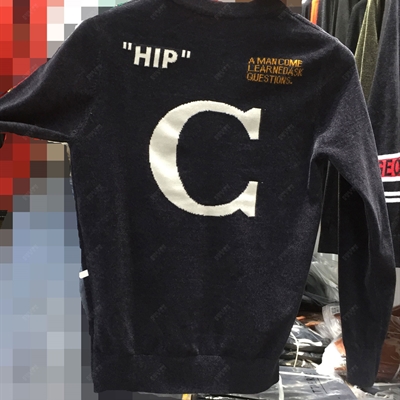 "HIP"
A MAN COME
LEARNEDASK
QUESTIONS.
C